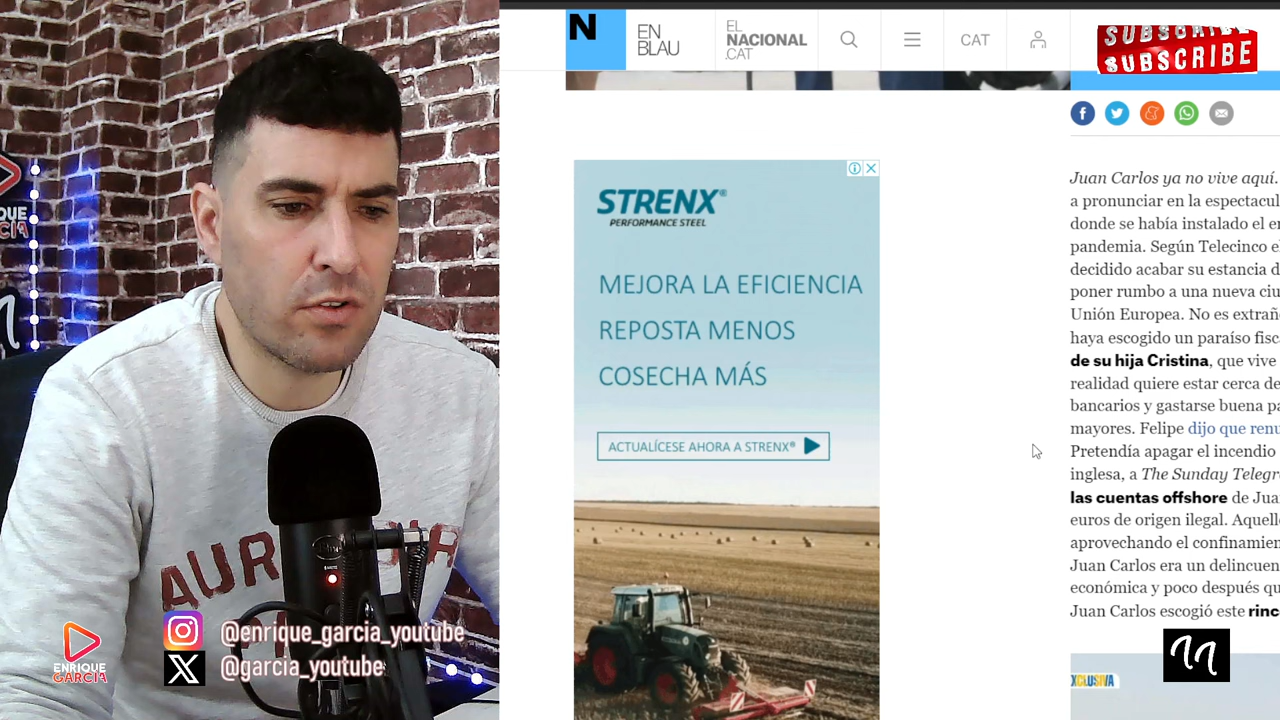 N
EN
BLAU
EL
NACIONAL
.CAT
CAT
SUBSCRIBE
SUBSCRIBE
STRENX®
PERFORMANCE STEEL
MEJORA LA EFICIENCIA
REPOSTA MENOS
COSECHA MÁS
ACTUALÍCESE AHORA A STRENX®
Juan Carlos ya no vive aquí.
a pronunciar en la espectacul
donde se había instalado el e
pandemia. Según Telecinco e
decidido acabar su estancia d
poner rumbo a una nueva ciu
Unión Europea. No es extrañ
haya escogido un paraíso fisc
de su hija Cristina, que vive
realidad quiere estar cerca de
bancarios y gastarse buena pa
mayores. Felipe dijo que renu
Pretendía apagar el incendio
inglesa, a The Sunday Telegr
las cuentas offshore de Jua
euros de origen ilegal. Aquell
aprovechando el confinamien
Juan Carlos era un delincuen
económica y poco después qu
Juan Carlos escogió este rinc
XCLUSIVA
AUR
@enrique_garcia_youtube
@garcia_youtube
ENRIQUE
GARCIA